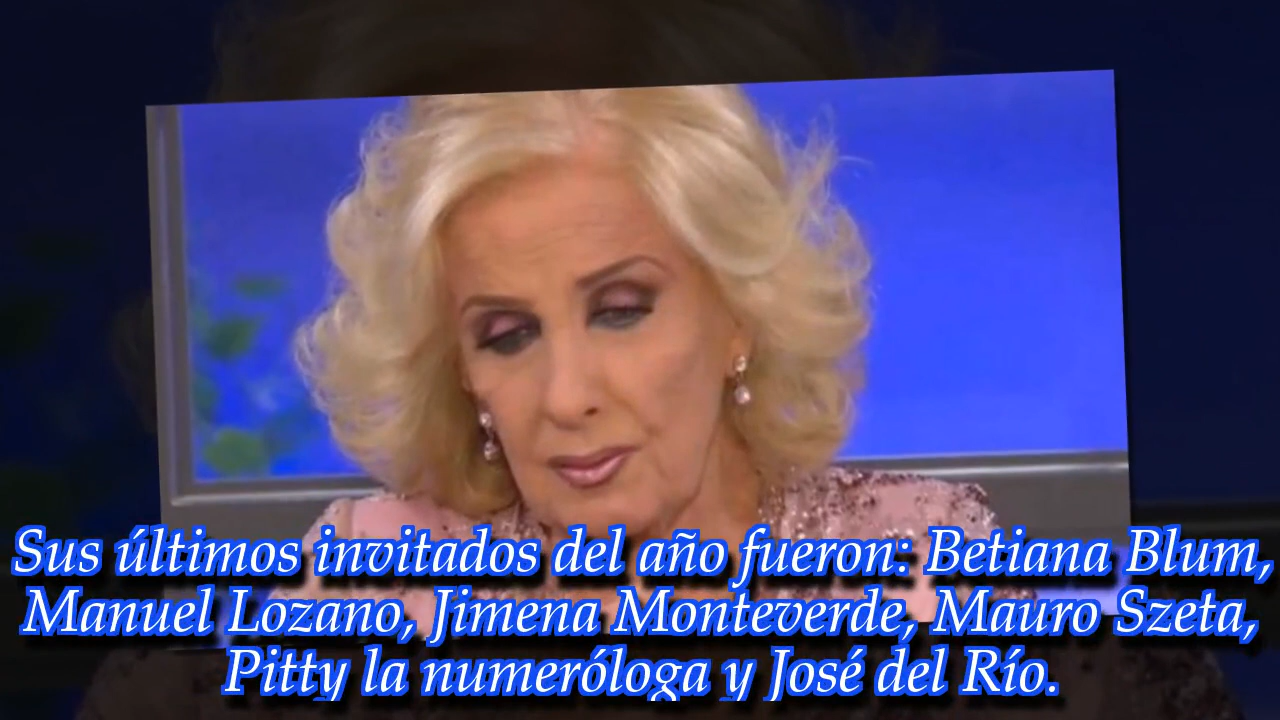 Sus últimos invitados del año fueron: Betiana Blum,
Manuel Lozano, Jimena Monteverde, Mauro Szeta,
Pitty la numeróloga y José del Río.